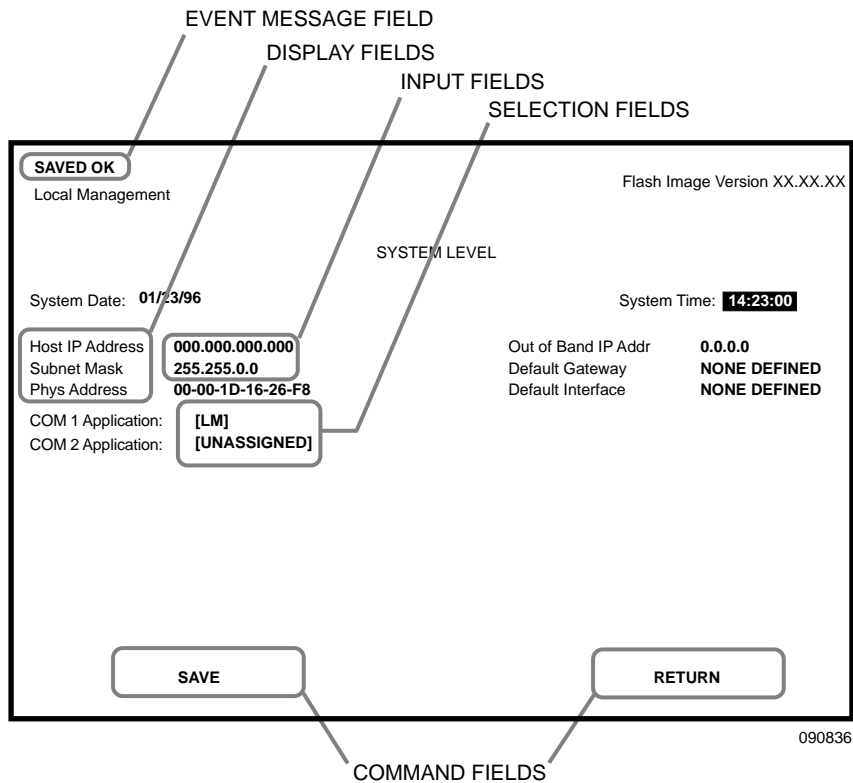 EVENT MESSAGE FIELD
DISPLAY FIELDS
INPUT FIELDS
SELECTION FIELDS
SAVED OK
Local Management
Flash Image Version XX.XX.XX
SYSTEM LEVEL
System Date: 01/23/96
System Time: 14:23:00
Host IP Address 000.000.000.000
Subnet Mask 255.255.0.0
Phys Address 00-00-1D-16-26-F8
Out of Band IP Addr 0.0.0.0
Default Gateway NONE DEFINED
Default Interface NONE DEFINED
COM 1 Application: [LM]
COM 2 Application: [UNASSIGNED]
SAVE
RETURN
090836
COMMAND FIELDS